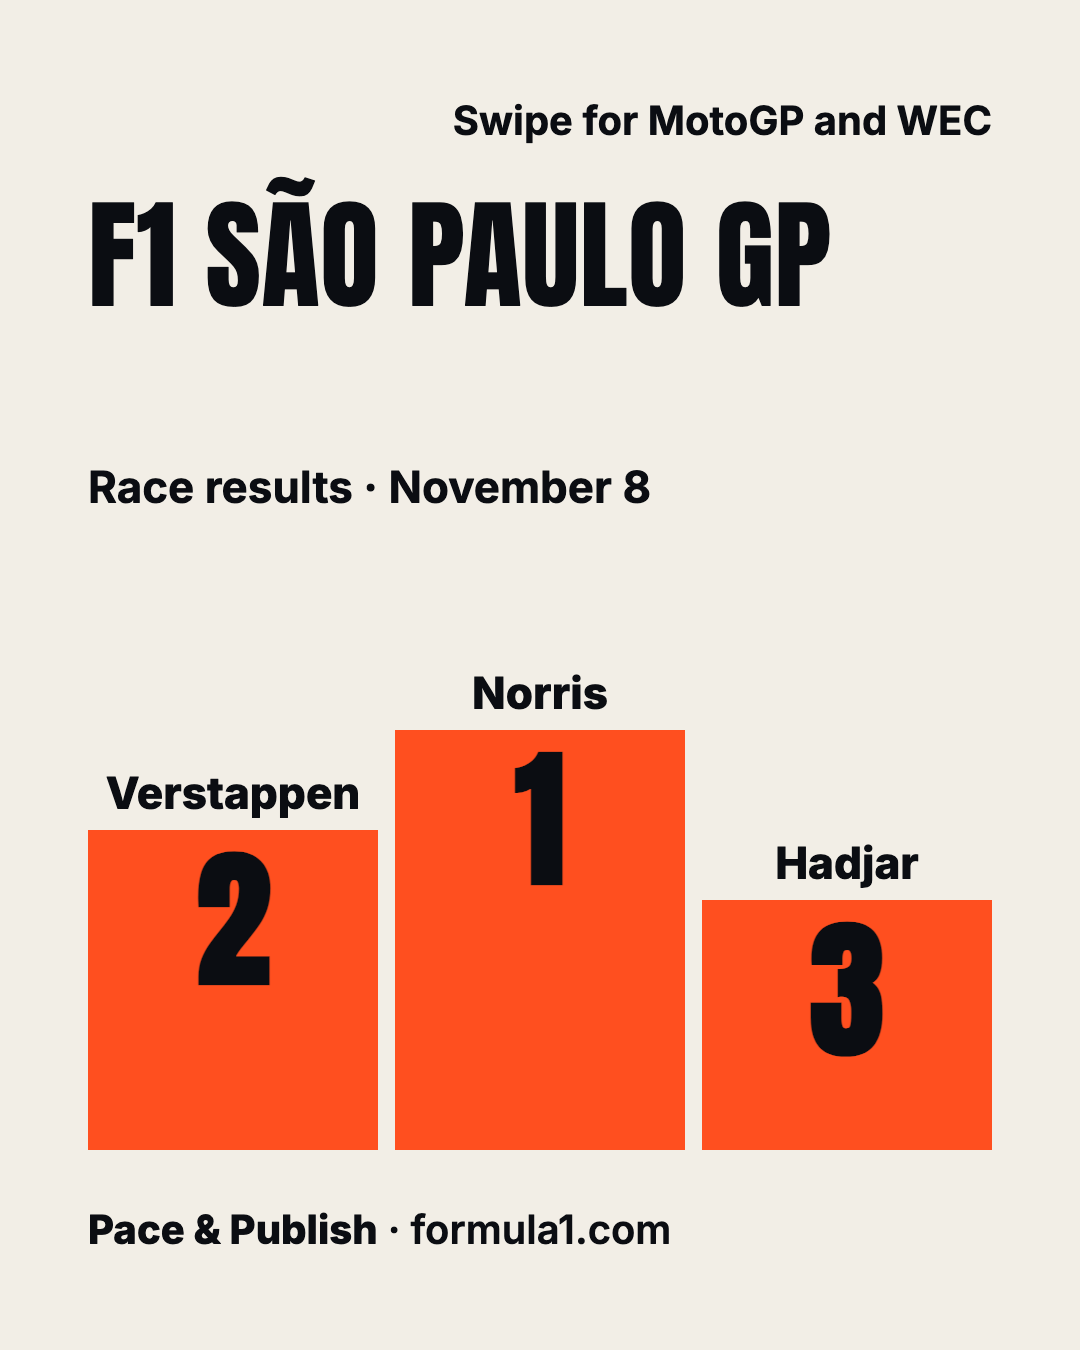 Swipe for MotoGP and WEC
F1 SÃO PAULO GP
Race results · November 8
Norris
1
Verstappen
2
Hadjar
3
Pace & Publish · formula1.com